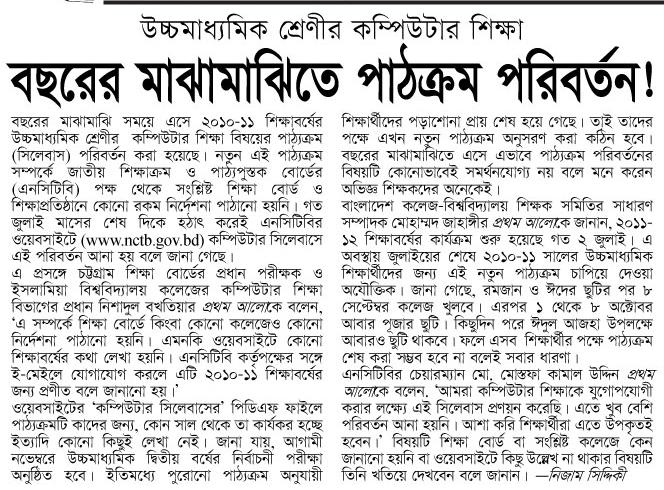 উচ্চমাধ্যমিক শ্রেণীর কম্পিউটার শিক্ষা
বছরের মাঝামাঝিতে পাঠক্রম পরিবর্তন!
বছরের মাঝামাঝি সময়ে এসে ২০১০-১১ শিক্ষাবর্ষের
উচ্চমাধ্যমিক শ্রেণীর কম্পিউটার শিক্ষা বিষয়ের পাঠ্যক্রম
(সিলেবাস) পরিবর্তন করা হয়েছে। নতুন এই পাঠ্যক্রম
সম্পর্কে জাতীয় শিক্ষাক্রম ও পাঠ্যপুস্তক বোর্ডের
(এনসিটিবি) পক্ষ থেকে সংশ্লিষ্ট শিক্ষা বোর্ড ও
শিক্ষাপ্রতিষ্ঠানে কোনো রকম নির্দেশনা পাঠানো হয়নি। গত
জুলাই মাসের শেষ দিকে হঠাৎ করেই এনসিটিবির
ওয়েবসাইটে (www.nctb.gov.bd) কম্পিউটার সিলেবাসে
এই পরিবর্তন আনা হয় বলে জানা গেছে।
এ প্রসঙ্গে চট্টগ্রাম শিক্ষা বোর্ডের প্রধান পরীক্ষক ও
ইসলামিয়া বিশ্ববিদ্যালয় কলেজের কম্পিউটার শিক্ষা
বিভাগের প্রধান নিশাদুল বখতিয়ার প্রথম আলোকে বলেন,
‘এ সম্পর্কে শিক্ষা বোর্ডে কিংবা কোনো কলেজেও কোনো
নির্দেশনা পাঠানো হয়নি। এমনকি ওয়েবসাইটে কোনো
শিক্ষাবর্ষের কথা লেখা হয়নি। এনসিটিবি কর্তৃপক্ষের সঙ্গে
ই-মেইলে যোগাযোগ করলে এটি ২০১০-১১ শিক্ষাবর্ষের
জন্য প্রণীত বলে জানানো হয়।’
ওয়েবসাইটের ‘কম্পিউটার সিলেবাসের’ পিডিএফ ফাইলে
পাঠ্যক্রমটি কাদের জন্য, কোন সাল থেকে তা কার্যকর হচ্ছে
ইত্যাদি কোনো কিছুই লেখা নেই। জানা যায়, আগামী
নভেম্বরে উচ্চমাধ্যমিক দ্বিতীয় বর্ষের নির্বাচনী পরীক্ষা
অনুষ্ঠিত হবে। ইতিমধ্যে পুরোনো পাঠ্যক্রম অনুযায়ী
শিক্ষার্থীদের পড়াশোনা প্রায় শেষ হয়ে গেছে। তাই তাদের
পক্ষে এখন নতুন পাঠ্যক্রম অনুসরণ করা কঠিন হবে।
বছরের মাঝামাঝিতে এসে এভাবে পাঠ্যক্রম পরিবর্তনের
বিষয়টি কোনোভাবেই সমর্থনযোগ্য নয় বলে মনে করেন
অভিজ্ঞ শিক্ষকদের অনেকেই।
বাংলাদেশ কলেজ-বিশ্ববিদ্যালয় শিক্ষক সমিতির সাধারণ
সম্পাদক মোহাম্মদ জাহাঙ্গীর প্রথম আলোকে জানান, ২০১১-
১২ শিক্ষাবর্ষের কার্যক্রম শুরু হয়েছে গত ২ জুলাই। এ
অবস্থায় জুলাইয়ের শেষে ২০১০-১১ সালের উচ্চমাধ্যমিক
শিক্ষার্থীদের জন্য এই নতুন পাঠ্যক্রম চাপিয়ে দেওয়া
অযৌক্তিক। জানা গেছে, রমজান ও ঈদের ছুটির পর ৮
সেপ্টেম্বর কলেজ খুলবে। এরপর ১ থেকে ৮ অক্টোবর
আবার পূজার ছুটি। কিছুদিন পরে ঈদুল আজহা উপলক্ষে
আবারও ছুটি থাকবে। ফলে এসব শিক্ষার্থীর পক্ষে পাঠ্যক্রম
শেষ করা সম্ভব হবে না বলেই সবার ধারণা।
এনসিটিবির চেয়ারম্যান মো. মোস্তফা কামাল উদ্দিন প্রথম
আলোকে বলেন, ‘আমরা কম্পিউটার শিক্ষাকে যুগোপযোগী
করার লক্ষ্যে এই সিলেবাস প্রণয়ন করেছি। এতে খুব বেশি
পরিবর্তন আনা হয়নি। আশা করি শিক্ষার্থীরা এতে উপকৃতই
হবেন।’ বিষয়টি শিক্ষা বোর্ড বা সংশ্লিষ্ট কলেজে কেন
জানানো হয়নি বা ওয়েবসাইটে কিছু উল্লেখ না থাকার বিষয়টি
তিনি খতিয়ে দেখবেন বলে জানান। —নিজাম সিদ্দিকী